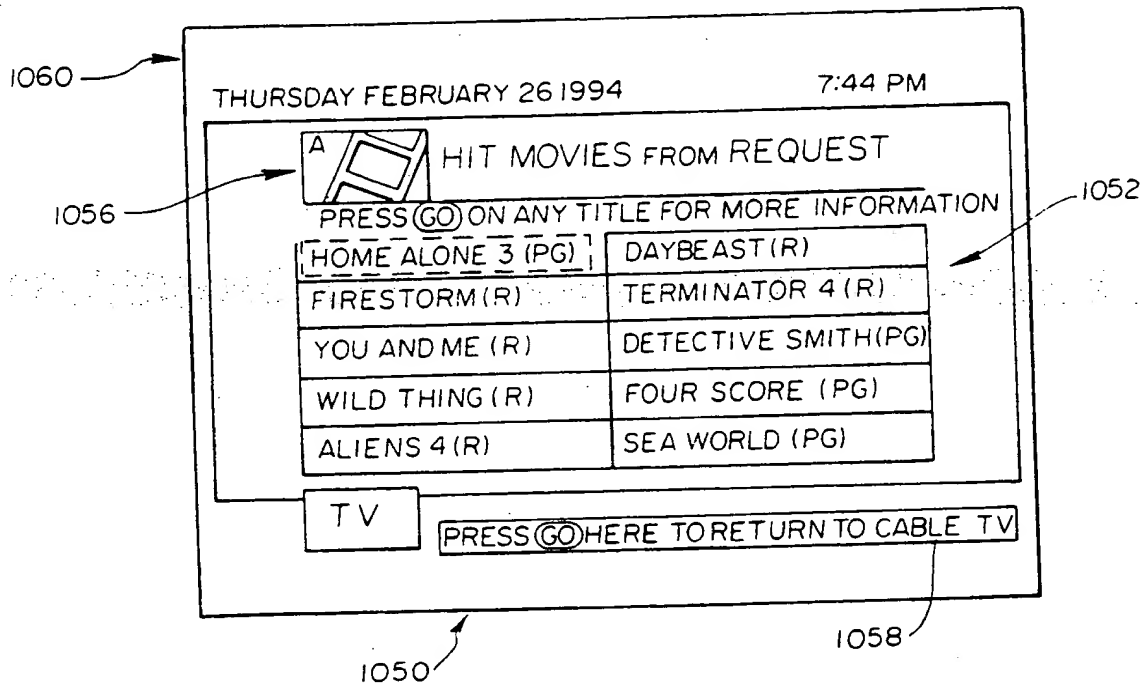 1060
THURSDAY FEBRUARY 26 1994 7:44 PM
A
HIT MOVIES FROM REQUEST
1056
1052
PRESS GO ON ANY TITLE FOR MORE INFORMATION
HOME ALONE 3 (PG) DAYBEAST (R)
FIRESTORM (R) TERMINATOR 4 (R)
YOU AND ME (R) DETECTIVE SMITH (PG)
WILD THING (R) FOUR SCORE (PG)
ALIENS 4 (R) SEA WORLD (PG)
TV
PRESS GO HERE TO RETURN TO CABLE TV
1058
1050